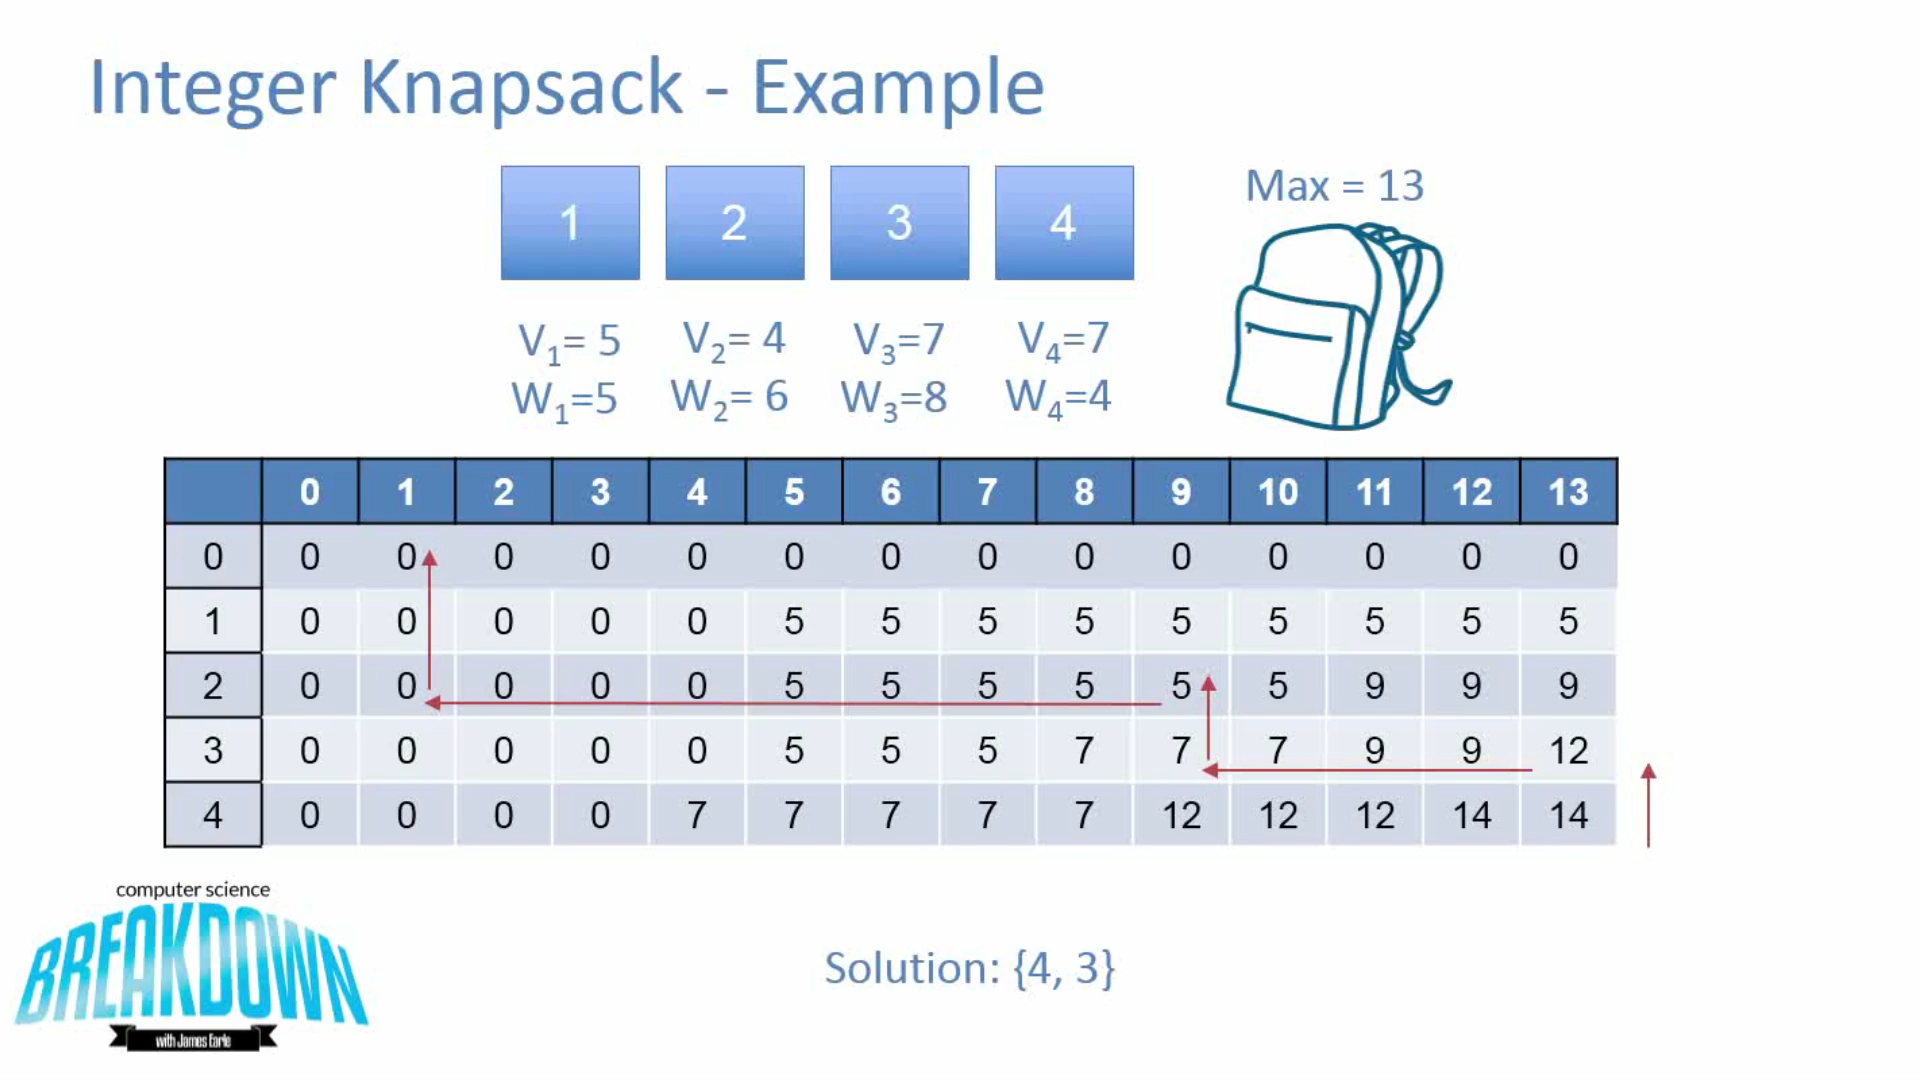 Integer Knapsack - Example
1 2 3 4
Max = 13
V1= 5 V2= 4 V3=7 V4=7
W1=5 W2= 6 W3=8 W4=4
0 1 2 3 4 5 6 7 8 9 10 11 12 13
0 0 0 0 0 0 0 0 0 0 0 0 0 0 0
1 0 0 0 0 0 5 5 5 5 5 5 5 5 5
2 0 0 0 0 0 5 5 5 5 5 5 9 9 9
3 0 0 0 0 0 5 5 5 7 7 7 9 9 12
4 0 0 0 0 7 7 7 7 7 12 12 12 14 14
computer science
BREAKDOWN
with James Earle
Solution: {4, 3}